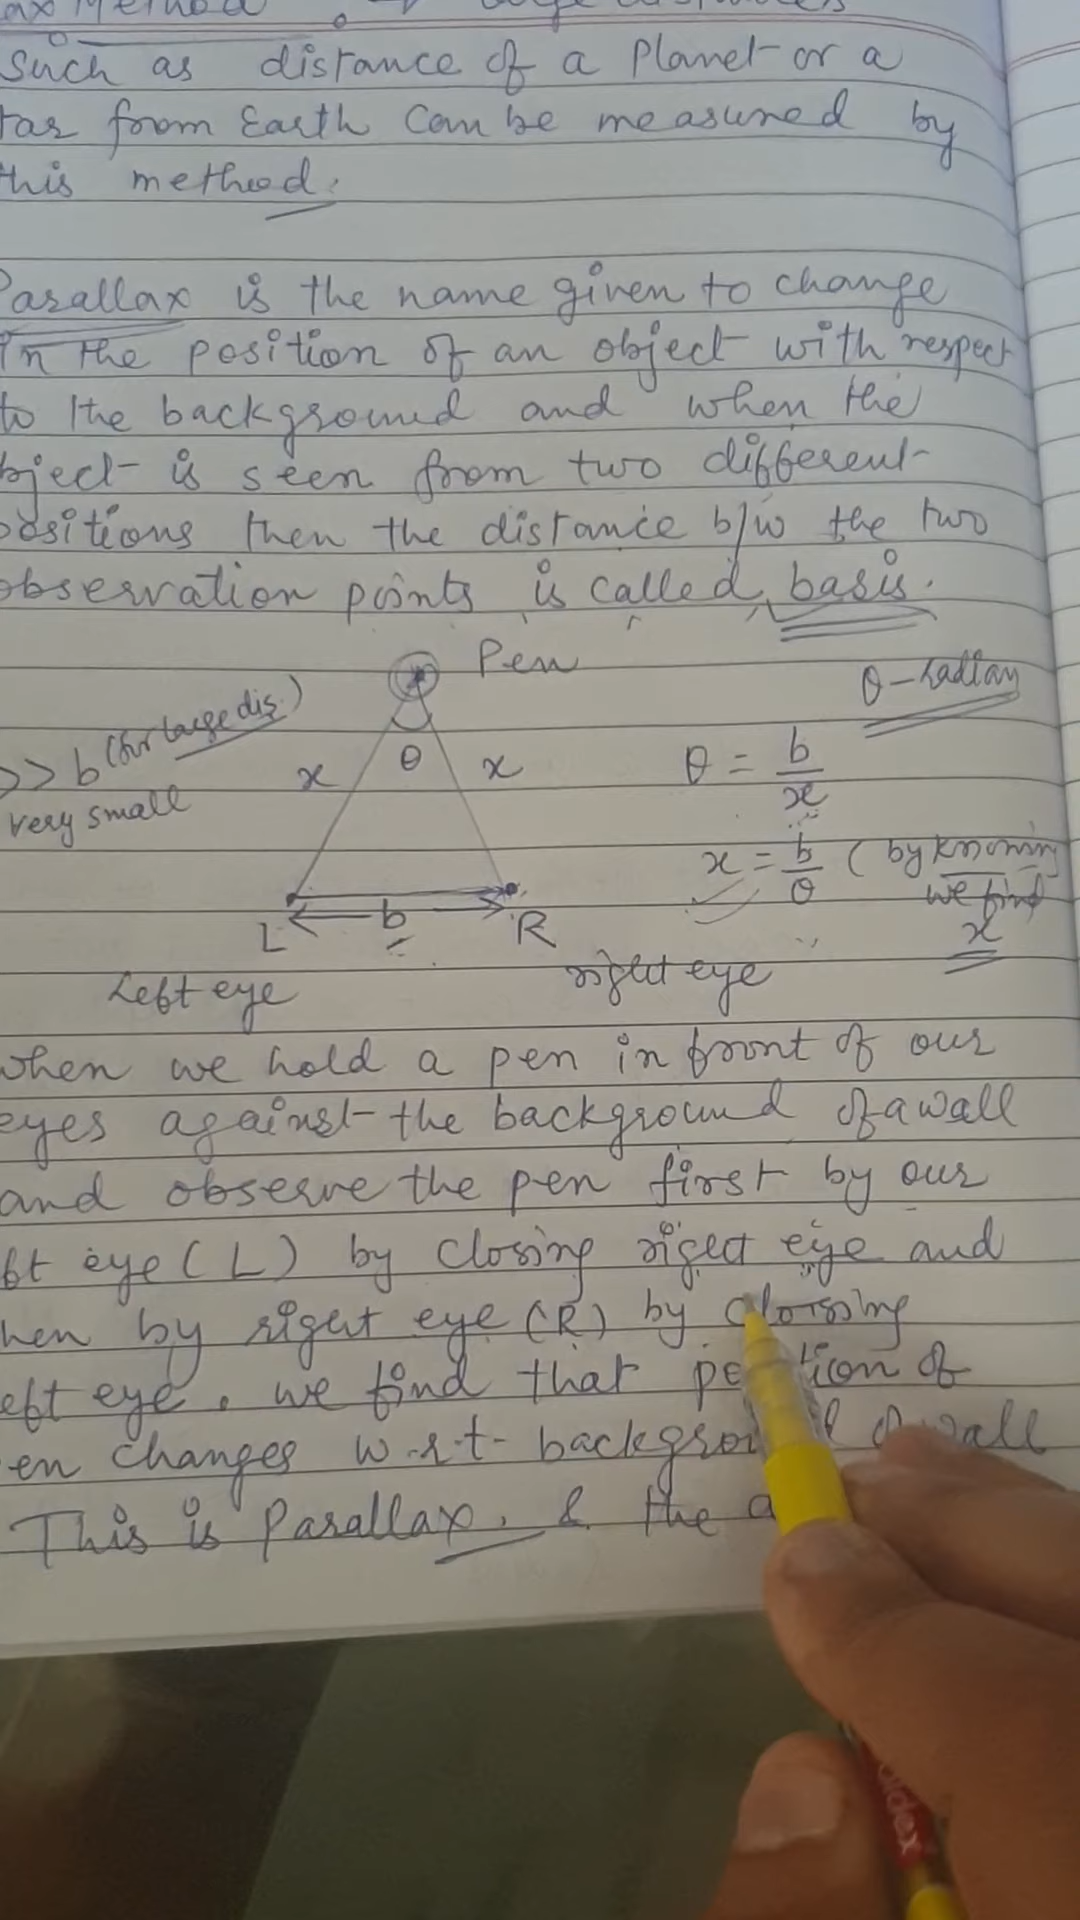 ax Method
such as distance of a Planet or a
tar from Earth Can be measured by
this method.
Parallax is the name given to change
in the position of an object with respect
to the background and when the
bject is seen from two different
ositions then the distance b/w the two
observation points is called basis.
Pen
θ - radian
>> b (for large dis.)
very small
x θ x
θ = b/x
x = b/θ ( by knowing
we find
x
L b R
Left eye right eye
when we hold a pen in front of our
eyes against the background of a wall
and observe the pen first by our
ft eye (L) by closing right eye and
hen by right eye (R) by closing
eft eye. we find that po tion of
en changes w.r.t. backgro of wall
This is Parallax. & the